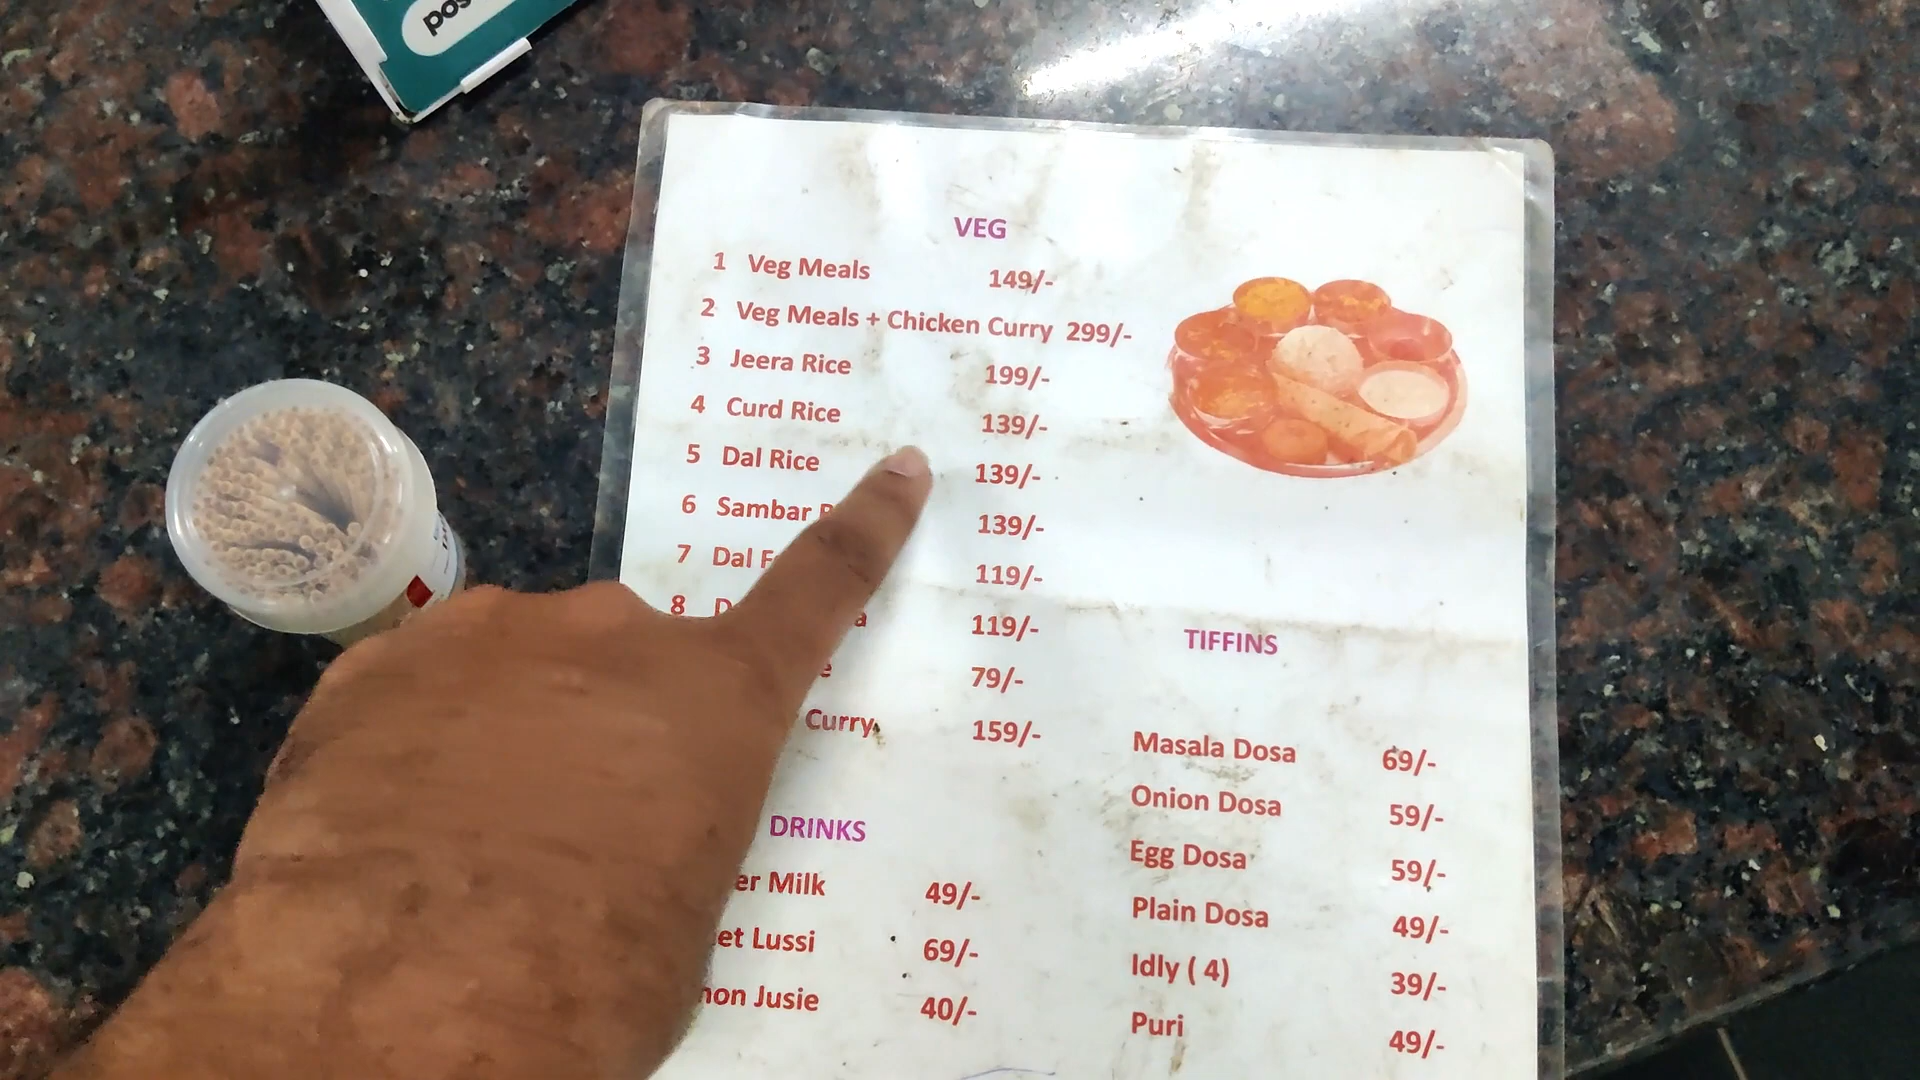 pos
VEG
1 Veg Meals 149/-
2 Veg Meals + Chicken Curry 299/-
3 Jeera Rice 199/-
4 Curd Rice 139/-
5 Dal Rice 139/-
6 Sambar 139/-
7 Dal 119/-
8 119/-
79/-
Curry 159/-
DRINKS
Milk 49/-
Lussi 69/-
Jusie 40/-
TIFFINS
Masala Dosa 69/-
Onion Dosa 59/-
Egg Dosa 59/-
Plain Dosa 49/-
Idly ( 4) 39/-
Puri 49/-